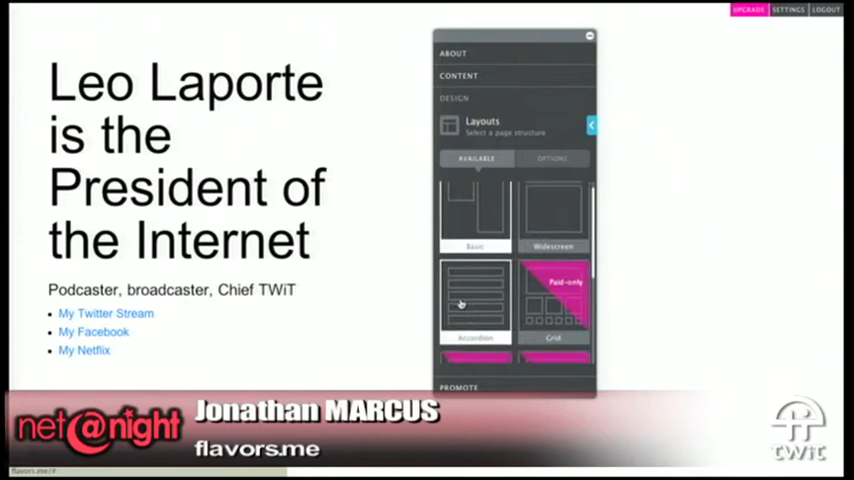 UPGRADE SETTINGS LOGOUT
Leo Laporte
is the
President of
the Internet
Podcaster, broadcaster, Chief TWiT
My Twitter Stream
My Facebook
My Netflix
ABOUT
CONTENT
DESIGN
Layouts
Select a page structure
AVAILABLE OPTIONS
Basic Widescreen
Paid-only
Accordion Grid
PROMOTE
net@night
Jonathan MARCUS
flavors.me
TWiT
flavors.me/#